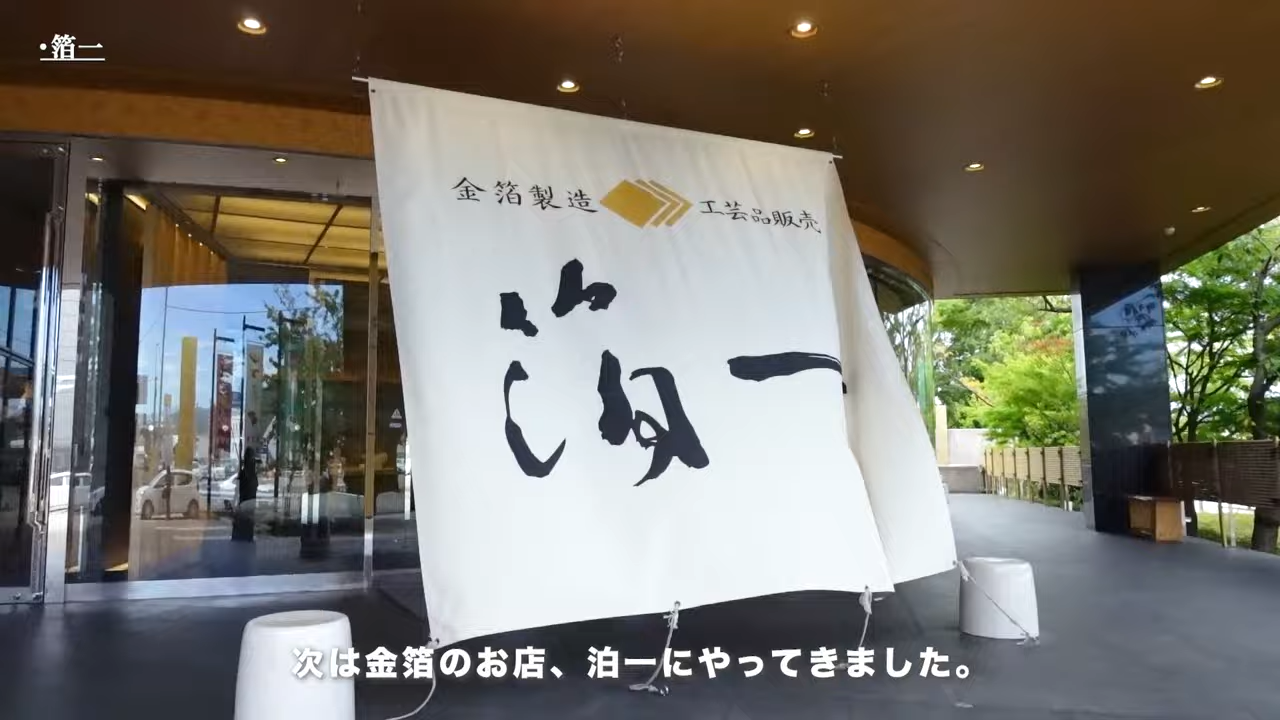 ・箔一
金箔製造 工芸品販売
箔一
次は金箔のお店、泊一にやってきました。